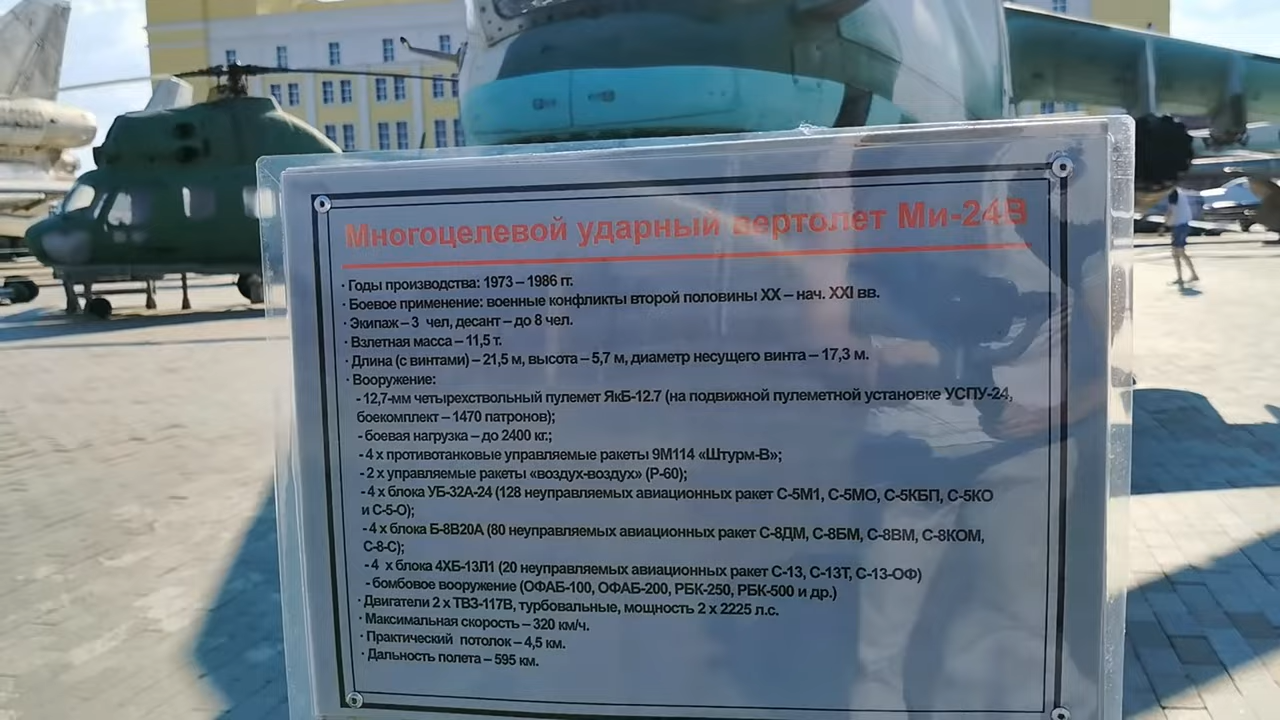 Многоцелевой ударный вертолет Ми-24В
· Годы производства: 1973 – 1986 гг.
· Боевое применение: военные конфликты второй половины XX – нач. XXI вв.
· Экипаж – 3 чел, десант – до 8 чел.
· Взлетная масса – 11,5 т.
· Длина (с винтами) – 21,5 м, высота – 5,7 м, диаметр несущего винта – 17,3 м.
· Вооружение:
- 12,7-мм четырехствольный пулемет ЯкБ-12.7 (на подвижной пулеметной установке УСПУ-24,
боекомплект – 1470 патронов);
- боевая нагрузка – до 2400 кг.;
- 4 х противотанковые управляемые ракеты 9М114 «Штурм-В»;
- 2 х управляемые ракеты «воздух-воздух» (Р-60);
- 4 х блока УБ-32А-24 (128 неуправляемых авиационных ракет С-5М1, С-5МО, С-5КБП, С-5КО
и С-5-О);
- 4 х блока Б-8В20А (80 неуправляемых авиационных ракет С-8ДМ, С-8БМ, С-8ВМ, С-8КОМ,
С-8-С);
- 4 х блока 4ХБ-13Л1 (20 неуправляемых авиационных ракет С-13, С-13Т, С-13-ОФ)
- бомбовое вооружение (ОФАБ-100, ОФАБ-200, РБК-250, РБК-500 и др.)
· Двигатели 2 х ТВ3-117В, турбовальные, мощность 2 х 2225 л.с.
· Максимальная скорость – 320 км/ч.
· Практический потолок – 4,5 км.
· Дальность полета – 595 км.